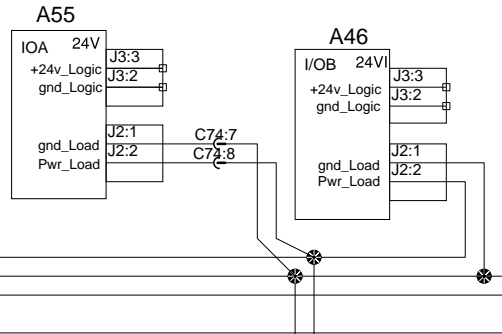 A55
IOA 24V
J3:3
+24v_Logic
J3:2
gnd_Logic
J2:1
gnd_Load
J2:2
Pwr_Load
C74:7
C74:8
A46
I/OB 24VI
J3:3
+24v_Logic
J3:2
gnd_Logic
J2:1
gnd_Load
J2:2
Pwr_Load